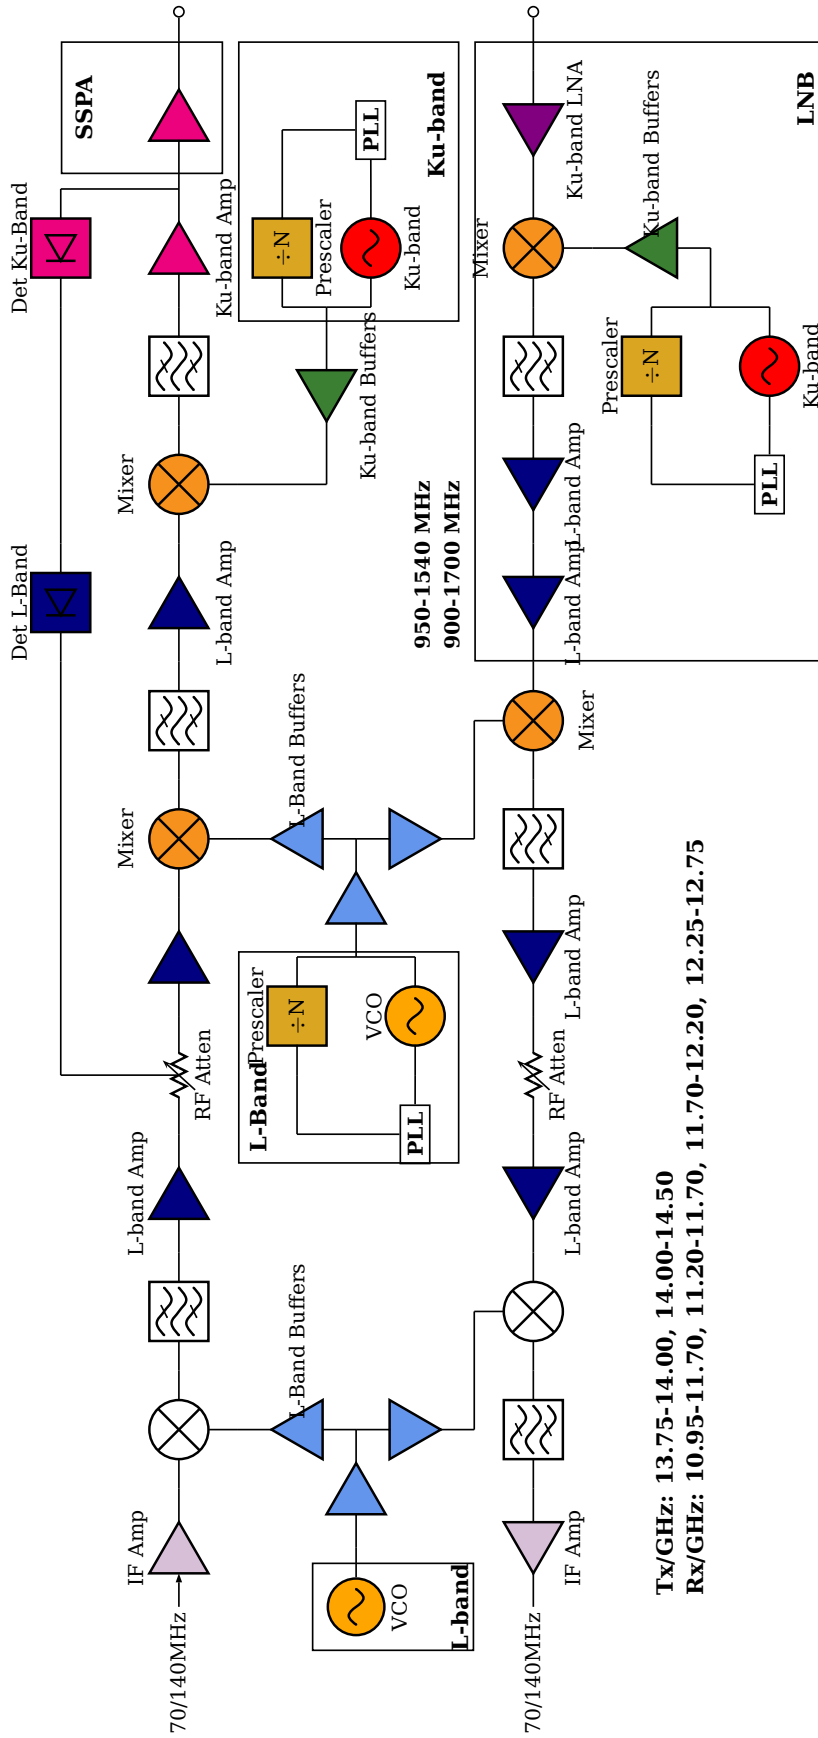 SSPA
Det Ku-Band
Ku-band Amp
Mixer
Det L-Band
L-band Amp
Mixer
RF Atten
L-band Amp
IF Amp
70/140MHz
Ku-band
PLL
÷N
Prescaler
Ku-band
Ku-band Buffers
L-Band Buffers
L-Band
Prescaler
÷N
VCO
PLL
L-Band Buffers
VCO
L-band
LNB
Ku-band LNA
Ku-band Buffers
Mixer
Prescaler
÷N
Ku-band
PLL
L-band Amp
L-band Amp
950-1540 MHz
900-1700 MHz
Mixer
L-band Amp
RF Atten
L-band Amp
IF Amp
70/140MHz
Tx/GHz: 13.75-14.00, 14.00-14.50
Rx/GHz: 10.95-11.70, 11.20-11.70, 11.70-12.20, 12.25-12.75